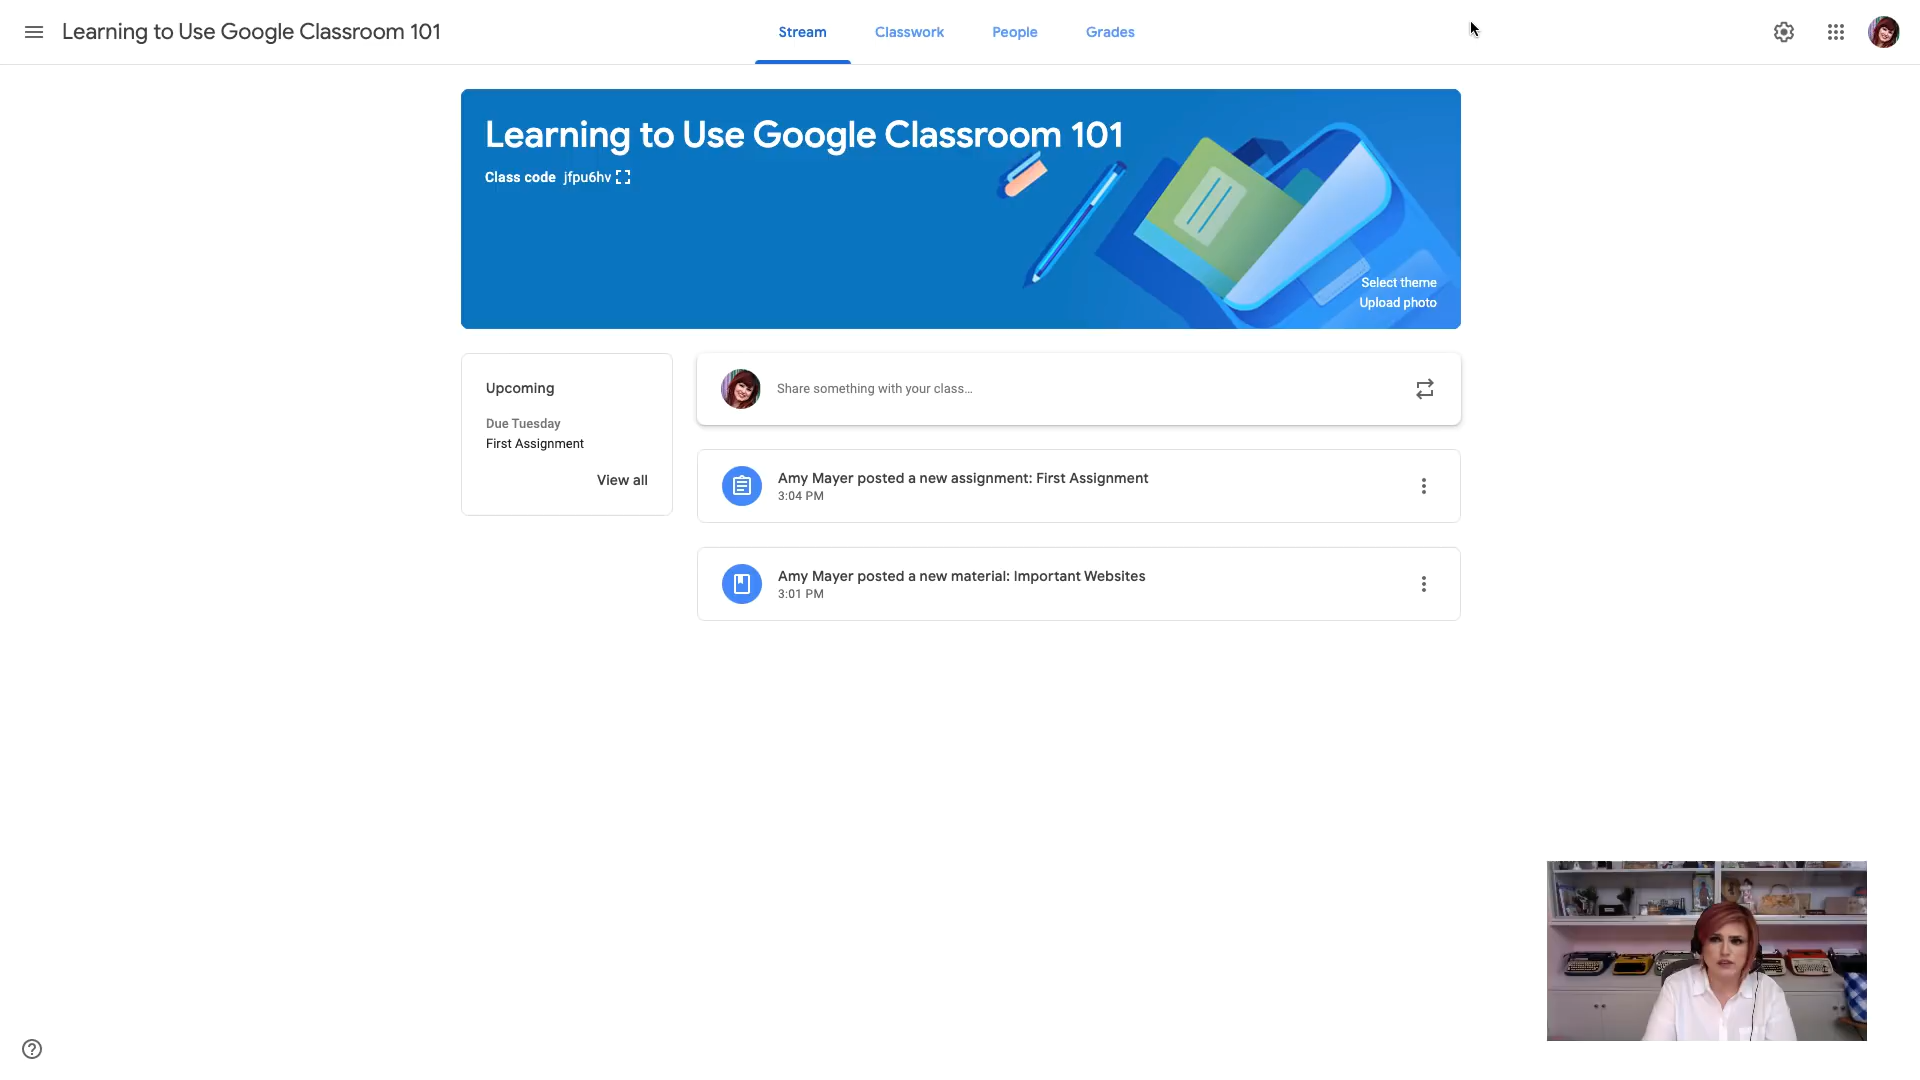 Learning to Use Google Classroom 101
Stream
Classwork
People
Grades
Learning to Use Google Classroom 101
Class code jfpu6hv
Select theme
Upload photo
Upcoming
Due Tuesday
First Assignment
View all
Share something with your class...
Amy Mayer posted a new assignment: First Assignment
3:04 PM
Amy Mayer posted a new material: Important Websites
3:01 PM